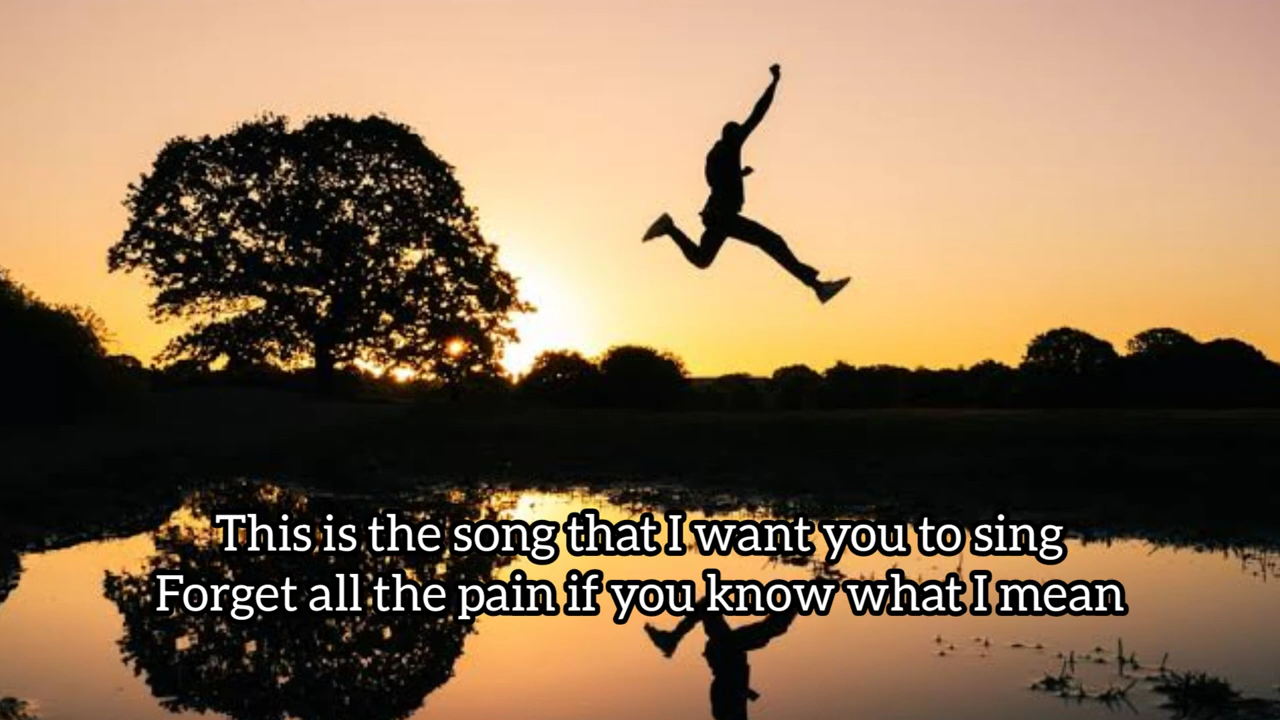 This is the song that I want you to sing
Forget all the pain if you know what I mean